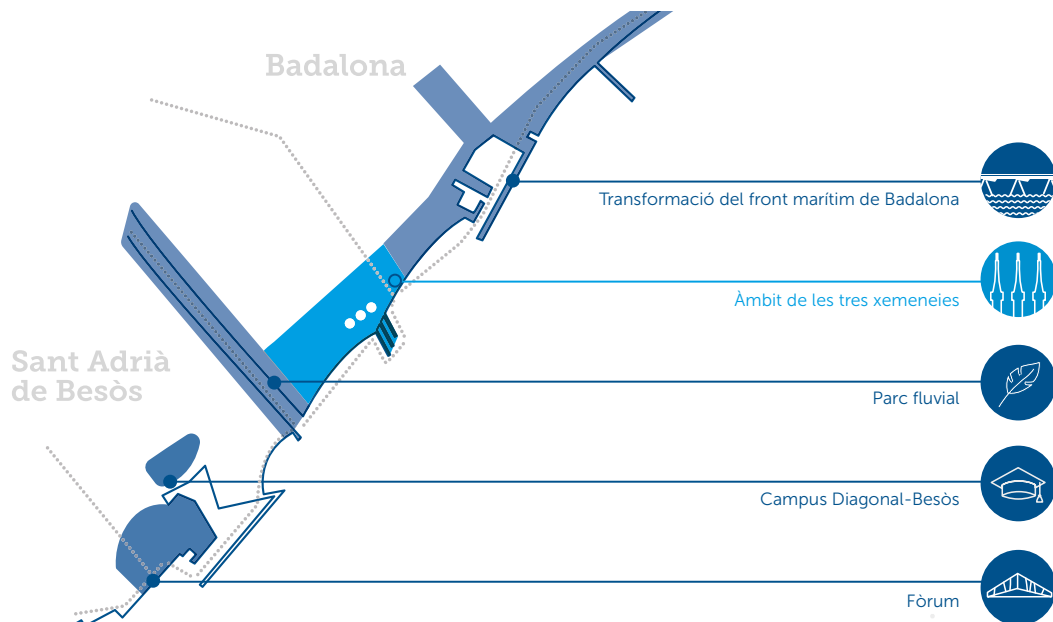 Badalona
Transformació del front marítim de Badalona
Àmbit de les tres xemeneies
Sant Adrià
de Besòs
Parc fluvial
Campus Diagonal-Besòs
Fòrum